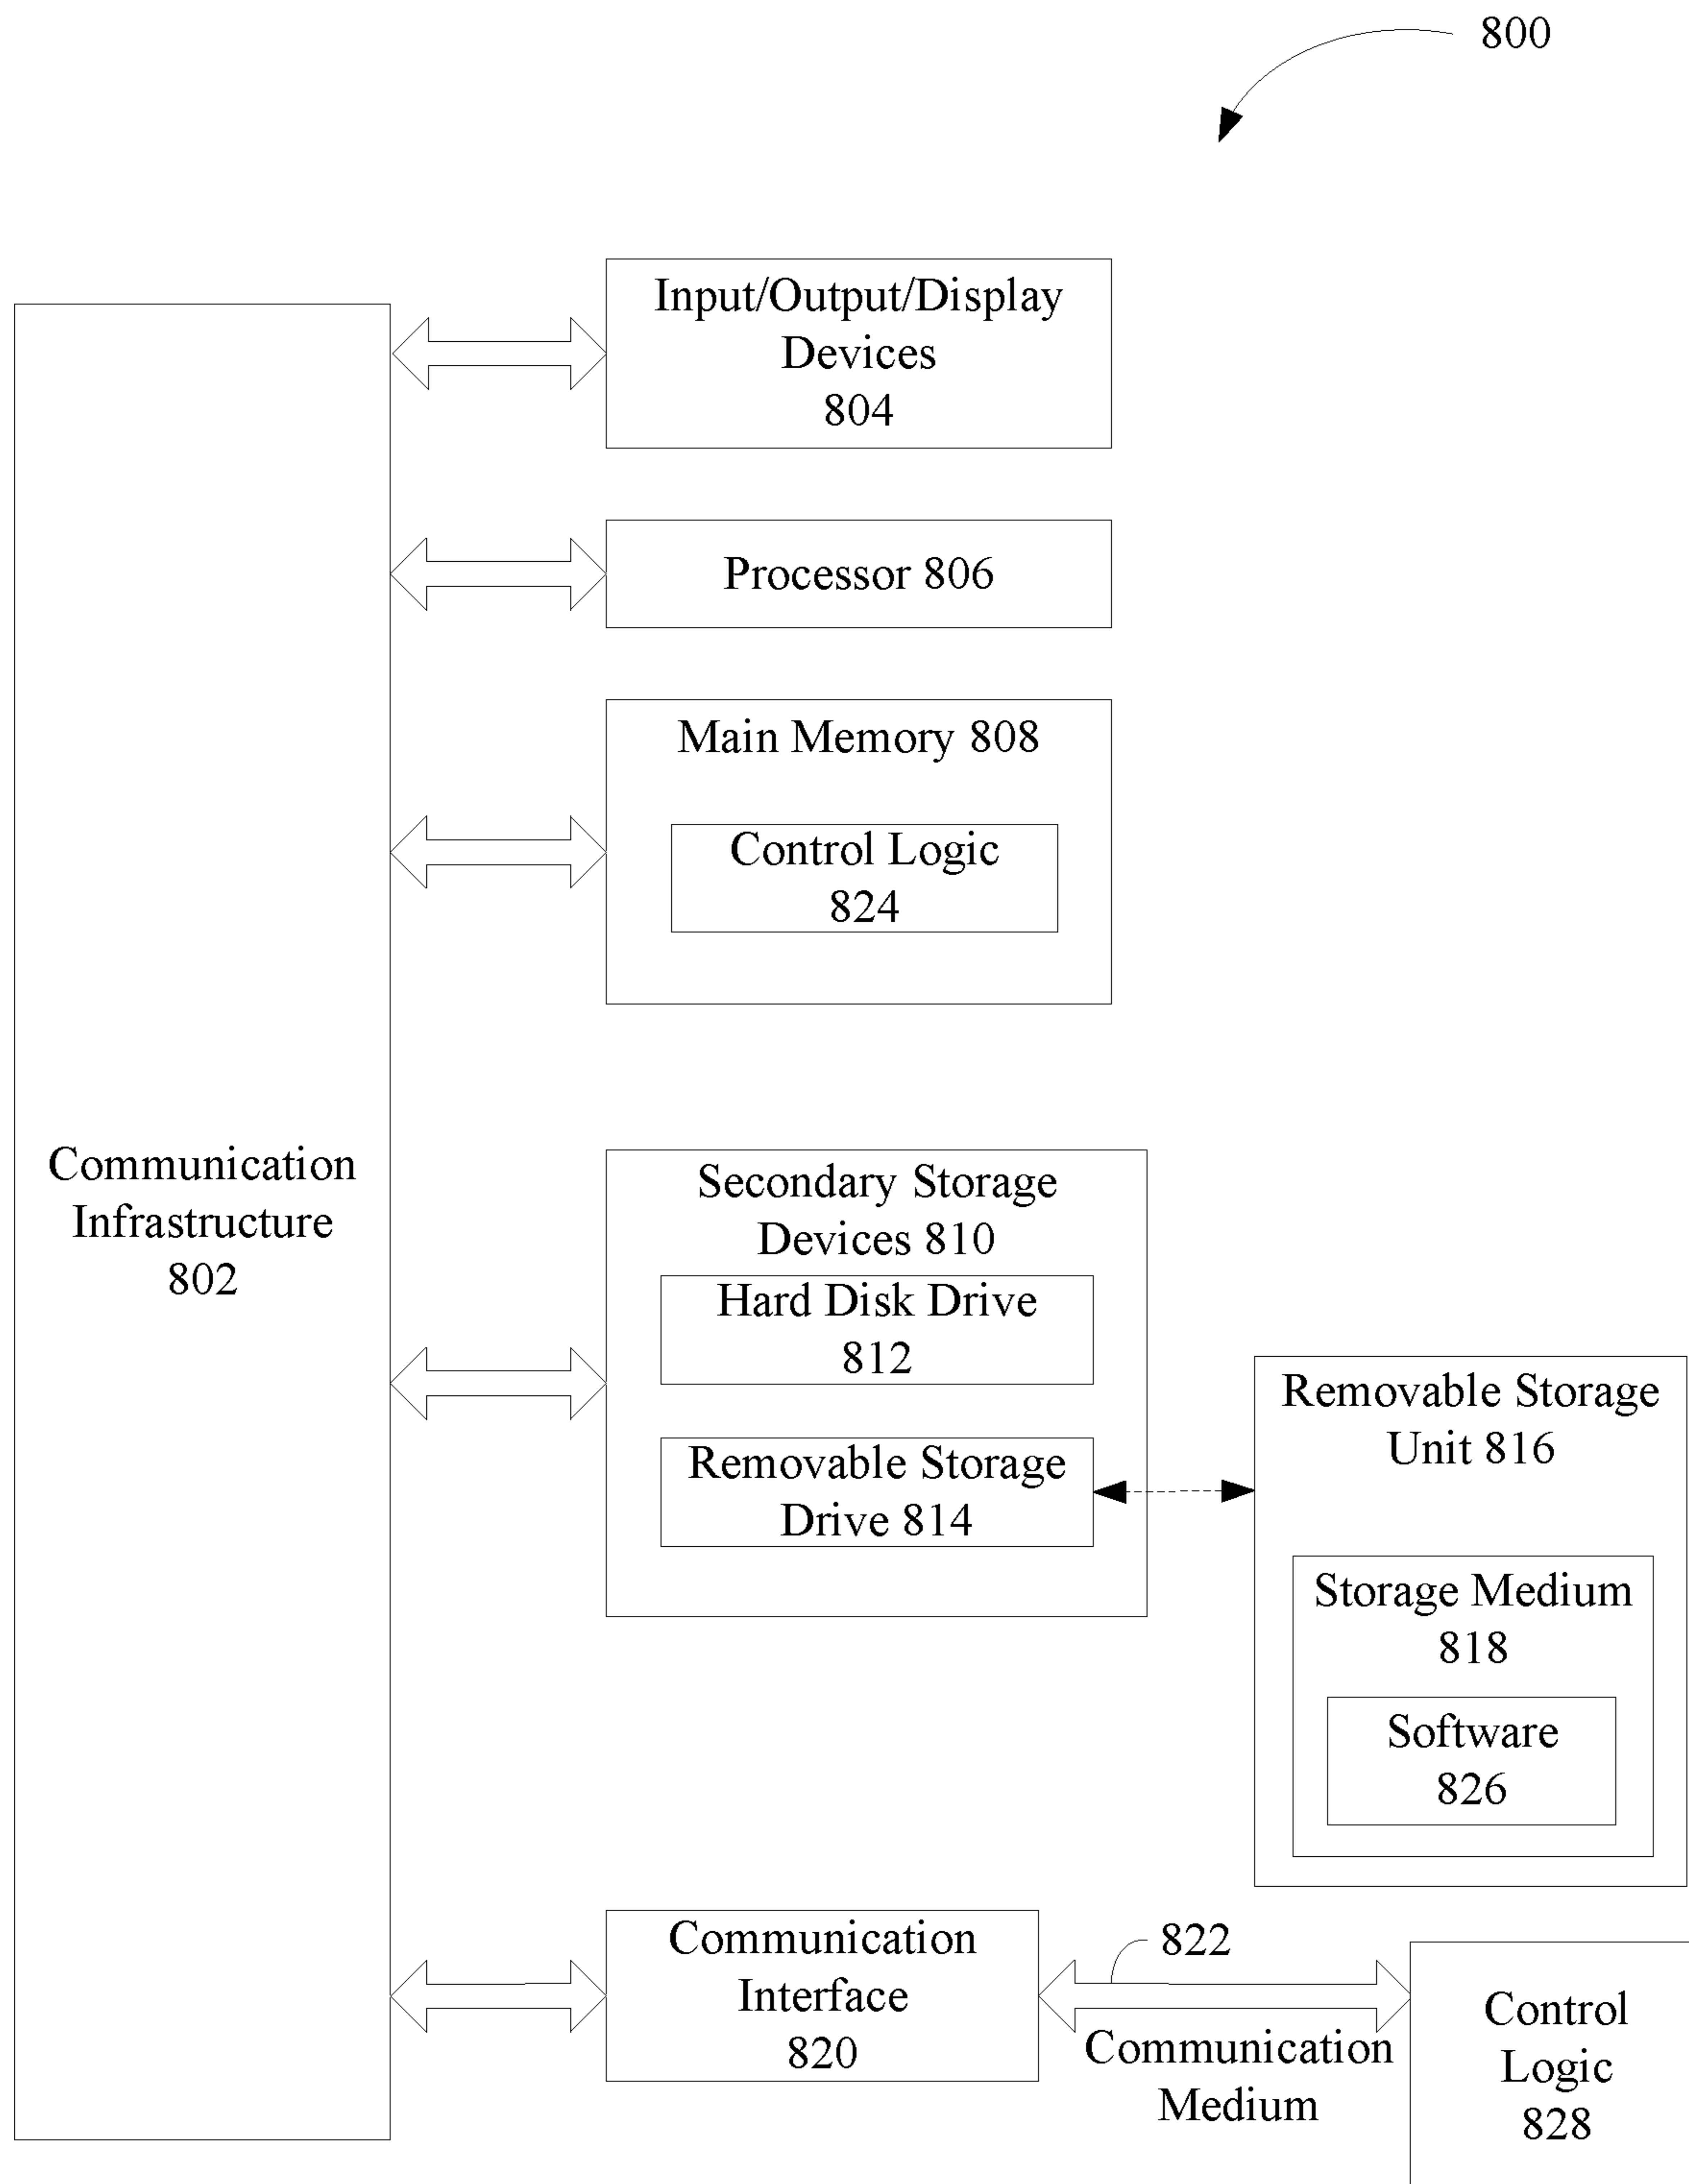 800
Input/Output/Display
Devices
804
Processor 806
Main Memory 808
Control Logic
824
Communication
Infrastructure
802
Secondary Storage
Devices 810
Hard Disk Drive
812
Removable Storage
Drive 814
Removable Storage
Unit 816
Storage Medium
818
Software
826
Communication
Interface
820
822
Communication
Medium
Control
Logic
828